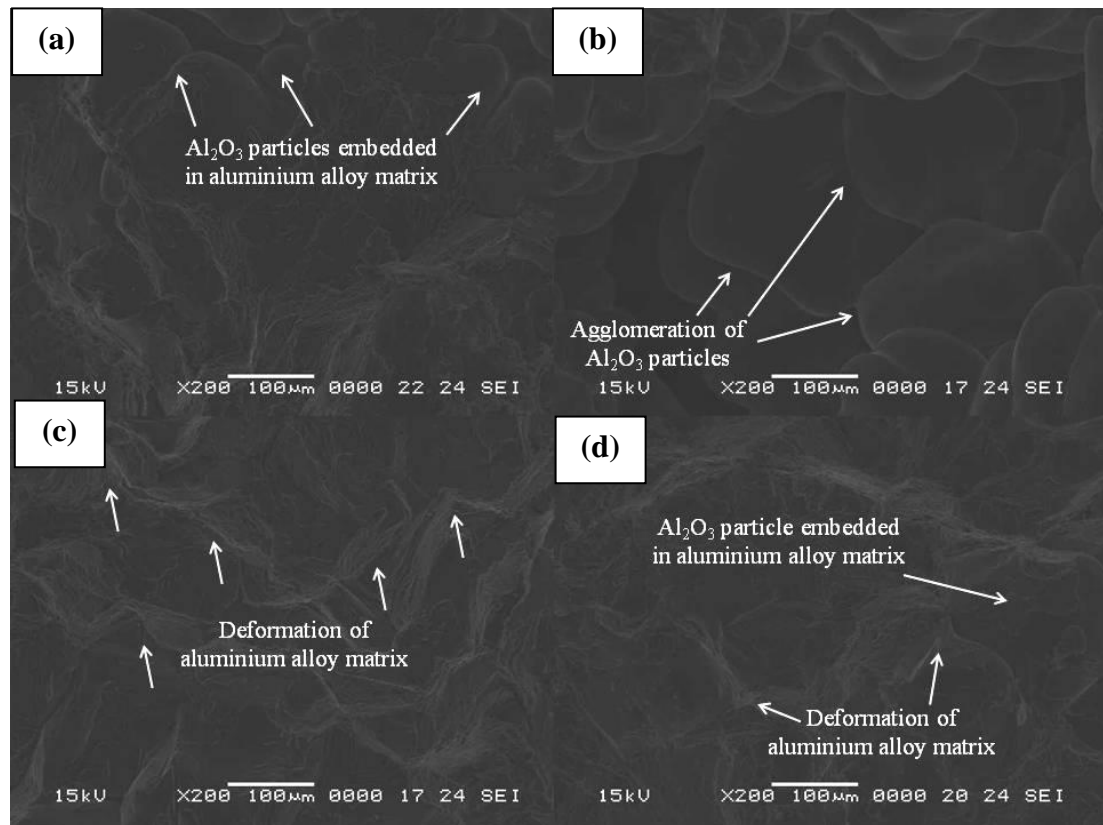 (a)
Al₂O₃ particles embedded
in aluminium alloy matrix
15kV X200 100µm 0000 22 24 SEI
(b)
Agglomeration of
Al₂O₃ particles
15kV X200 100µm 0000 17 24 SEI
(c)
Deformation of
aluminium alloy matrix
15kV X200 100µm 0000 17 24 SEI
(d)
Al₂O₃ particle embedded
in aluminium alloy matrix
Deformation of
aluminium alloy matrix
15kV X200 100µm 0000 20 24 SEI